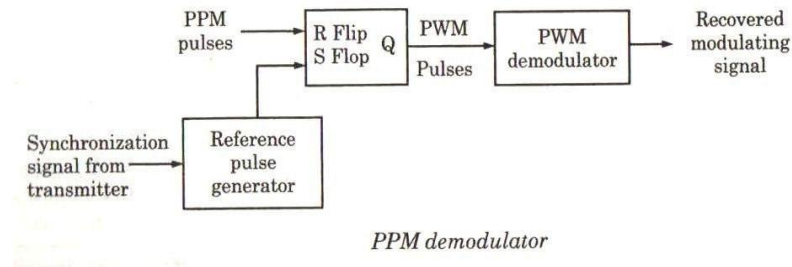 PPM
pulses
R Flip
S Flop
Q
PWM
Pulses
PWM
demodulator
Recovered
modulating
signal
Synchronization
signal from
transmitter
Reference
pulse
generator
PPM demodulator